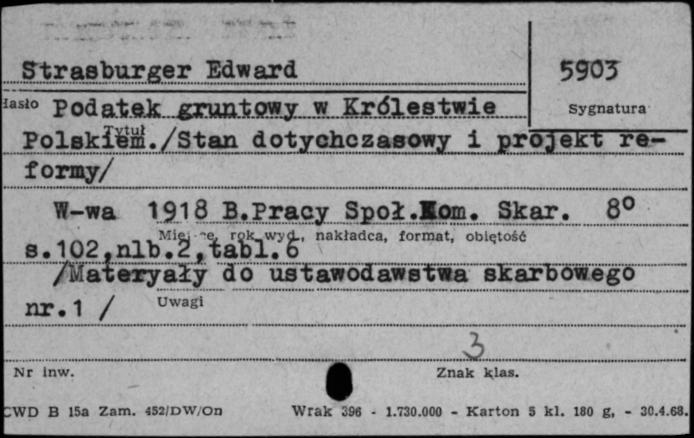 Strasburger Edward
5903
Hasło
Podatek gruntowy w Królestwie
Sygnatura
Tytuł
Polskiem./Stan dotychczasowy i projekt re-
formy/
W-wa 1918 B.Pracy Społ.Kom. Skar. 8°
Miejsce, rok wyd., nakładca, format, objętość
s.102,nlb.2,tabl.6
/Materyały do ustawodawstwa skarbowego
nr.1 /
Uwagi
3
Nr inw.
Znak klas.
CWD B 15a Zam. 452/DW/On Wrak 396 - 1.730.000 - Karton 5 kl. 180 g, - 30.4.68.